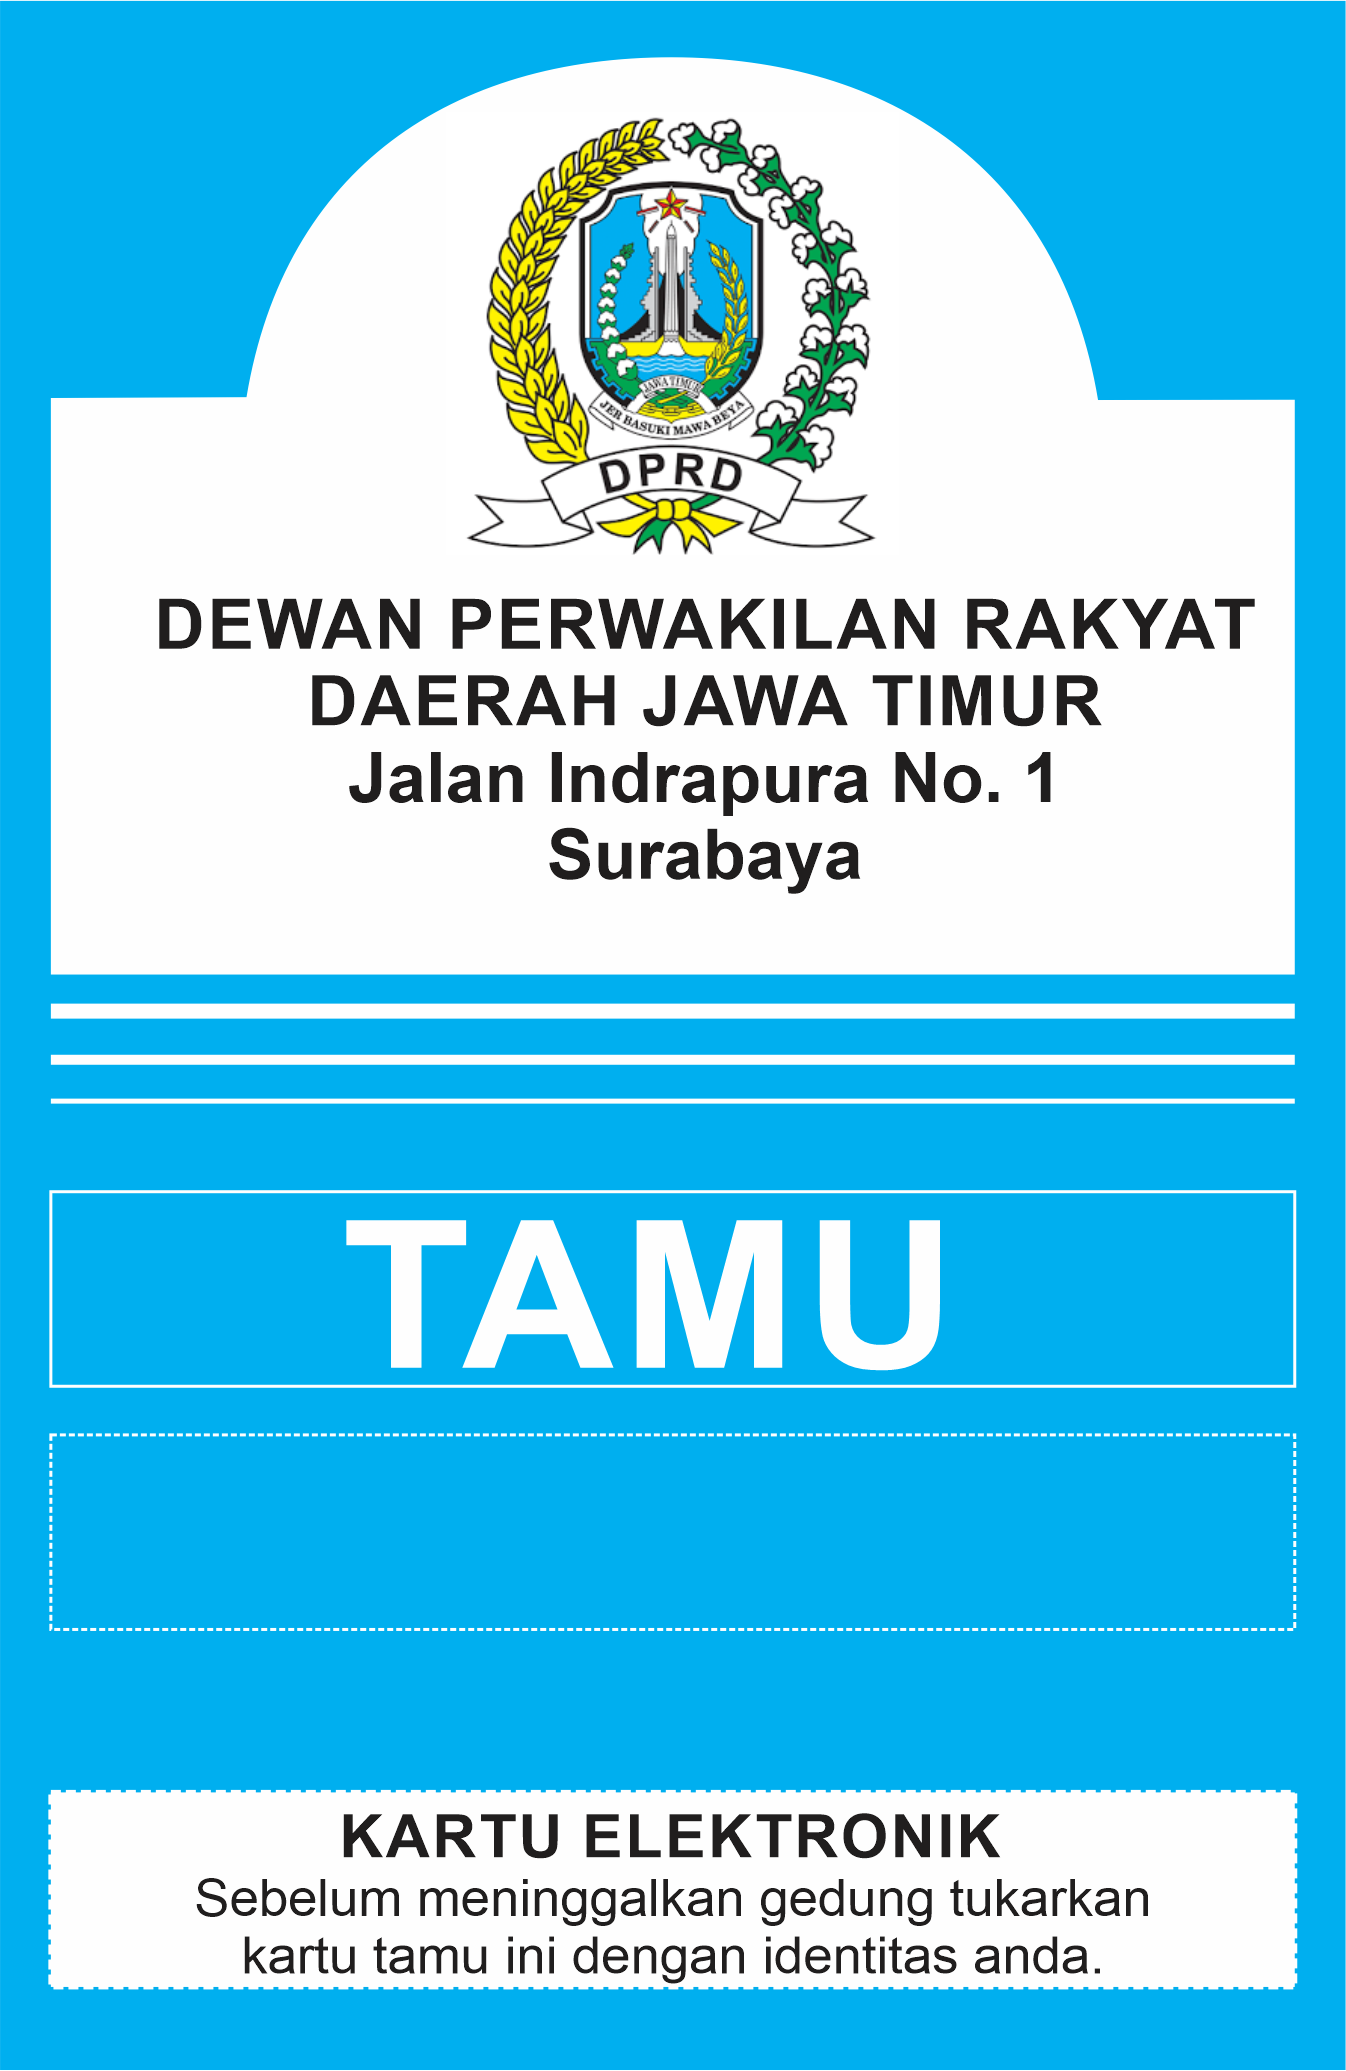 JAWA TIMUR
JER BASUKI MAWA BEYA
DPRD
DEWAN PERWAKILAN RAKYAT
DAERAH JAWA TIMUR
Jalan Indrapura No. 1
Surabaya
TAMU
KARTU ELEKTRONIK
Sebelum meninggalkan gedung tukarkan
kartu tamu ini dengan identitas anda.